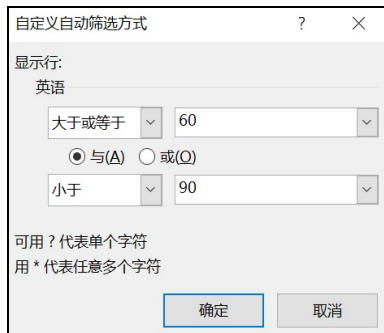 自定义自动筛选方式 ? ×
显示行:
英语
大于或等于 60
与(A) 或(O)
小于 90
可用 ? 代表单个字符
用 * 代表任意多个字符
确定 取消